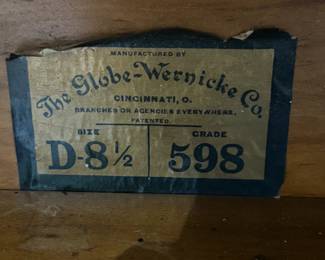 MANUFACTURED BY
The Globe-Wernicke Co.
CINCINNATI, O.
BRANCHES OR AGENCIES EVERYWHERE.
PATENTED
SIZE GRADE
D-8½ 598